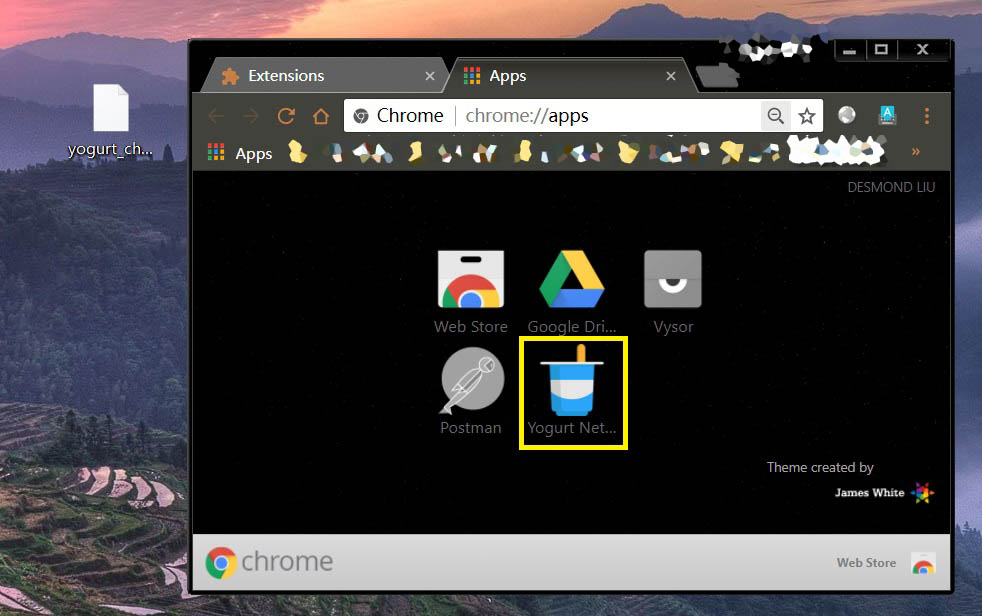 yogurt_ch...
Extensions
Apps
Chrome
chrome://apps
A
Apps
»
DESMOND LIU
Web Store
Google Dri...
Vysor
Postman
Yogurt Net...
Theme created by
James White
chrome
Web Store